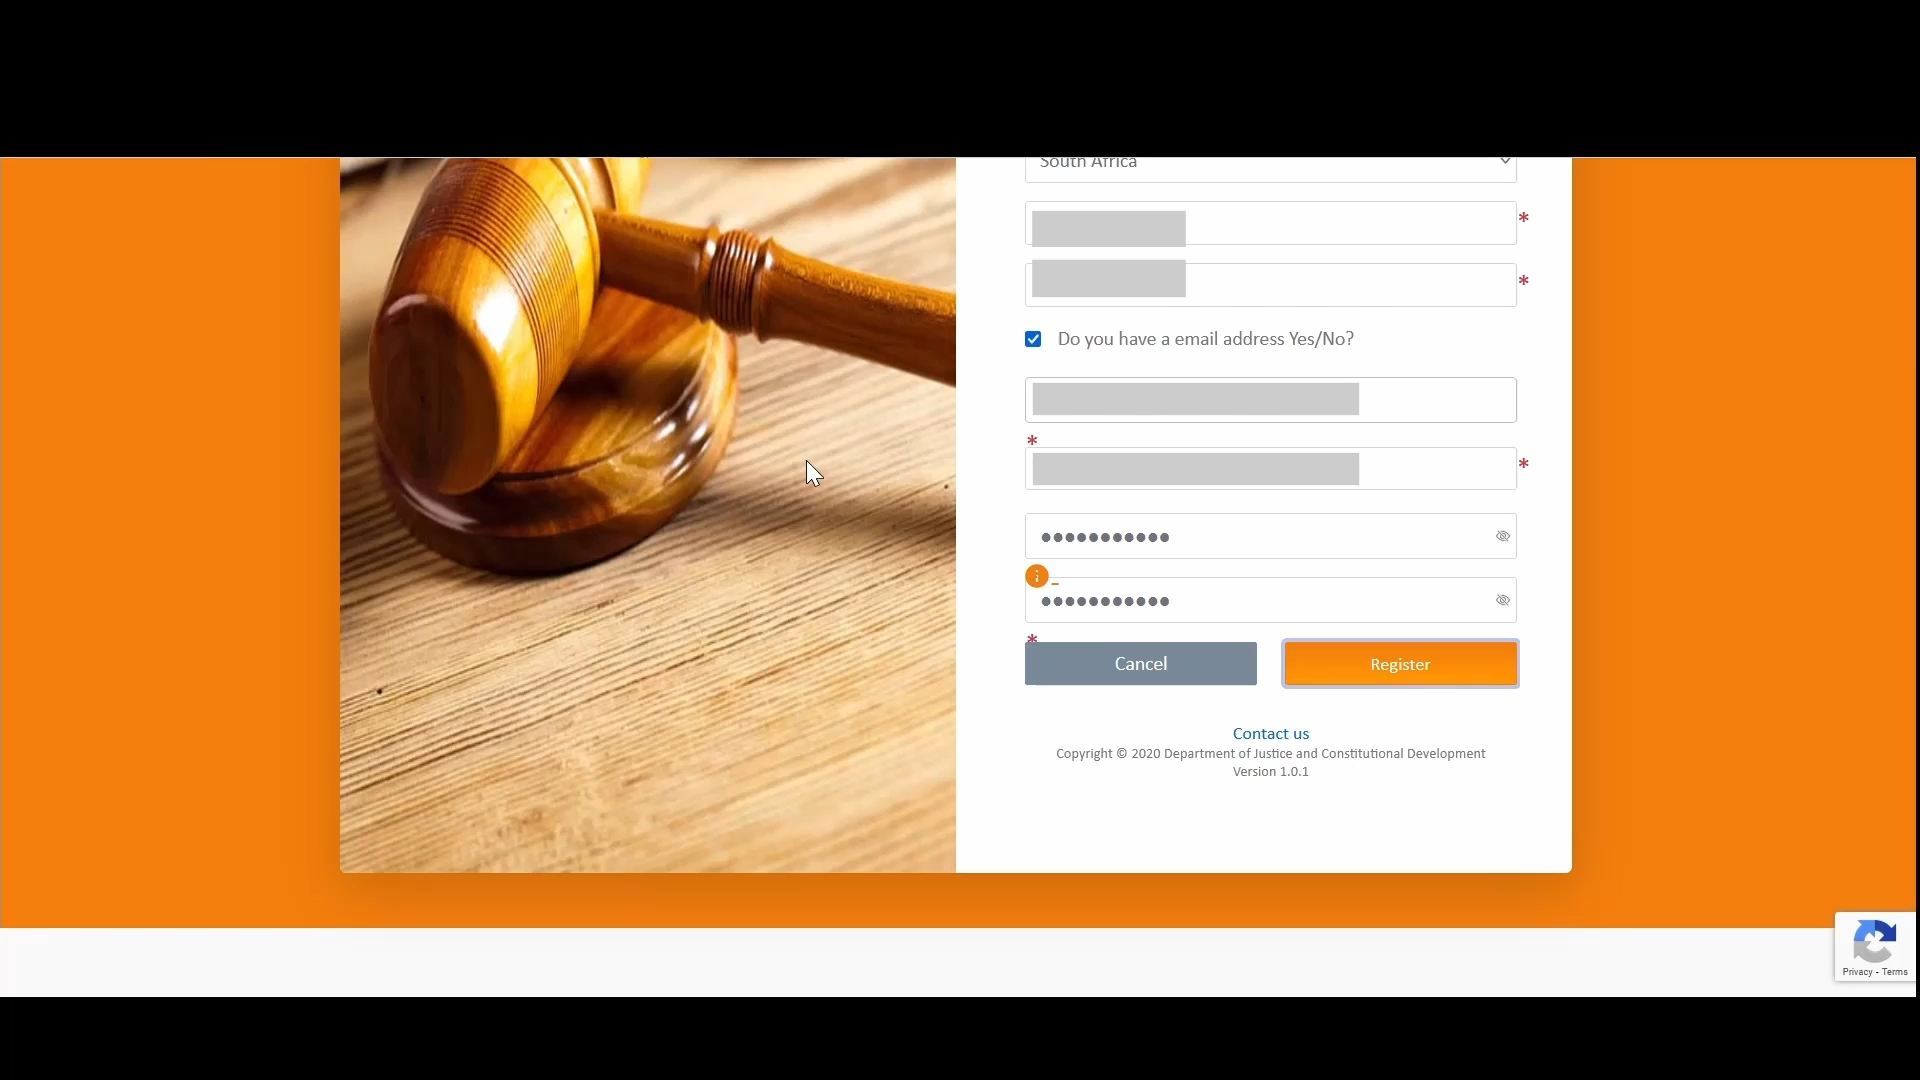 South Africa
*
*
Do you have a email address Yes/No?
*
*
●●●●●●●●●●●
i
●●●●●●●●●●●
*
Cancel
Register
Contact us
Copyright © 2020 Department of Justice and Constitutional Development
Version 1.0.1
Privacy - Terms